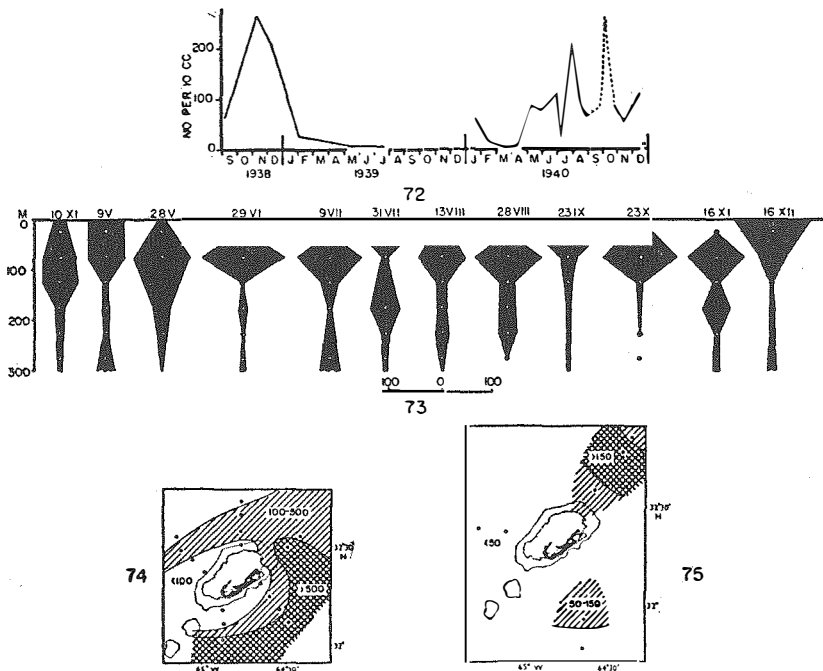 NO PER 10 CC
200
100
0
S O N D J F M A M J J A S O N D J F M A M J J A S O N D
1938 1939 1940
72
M 10 XI 9 V 28 V 29 VI 9 VII 31 VII 13 VIII 28 VIII 23 IX 23 X 16 XI 16 XII
0
100
200
300
100 0 100
73
>150
32°30'
N
<50
75
50-150
32°
65° W 64°30'
100-500
32°30'
N
74
<100
>500
32°
65° W 64°30'